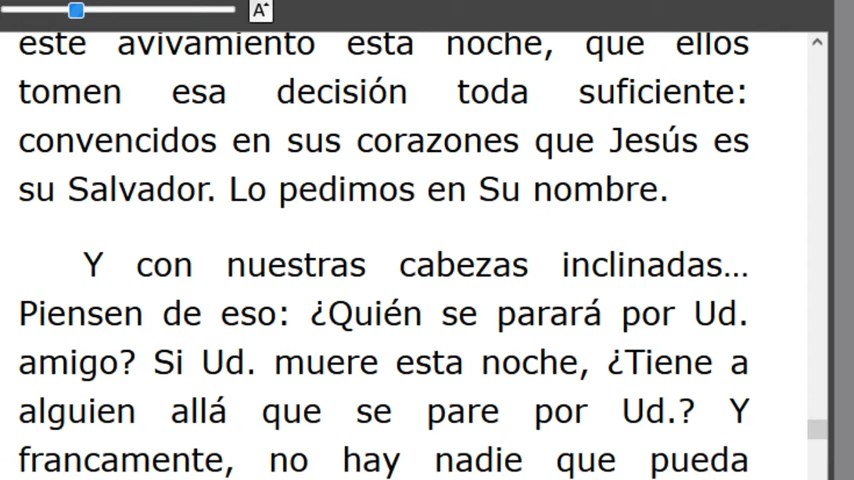 A
este avivamiento esta noche, que ellos
tomen esa decisión toda suficiente:
convencidos en sus corazones que Jesús es
su Salvador. Lo pedimos en Su nombre.
Y con nuestras cabezas inclinadas...
Piensen de eso: ¿Quién se parará por Ud.
amigo? Si Ud. muere esta noche, ¿Tiene a
alguien allá que se pare por Ud.? Y
francamente, no hay nadie que pueda